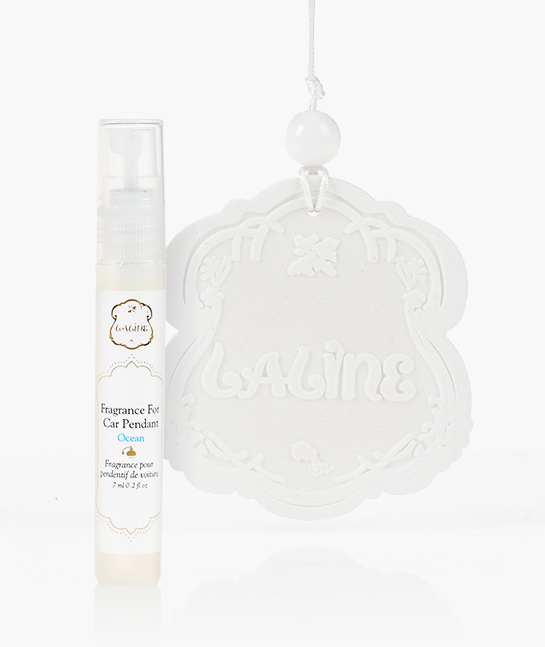 LALINE
Fragrance For
Car Pendant
Ocean
Fragrance pour
pendentif de voiture
7 ml 0.2 fl.oz
LALINE